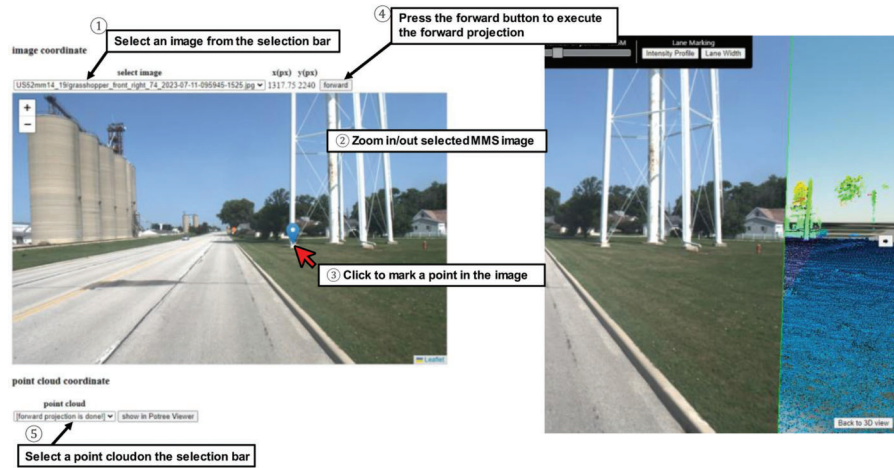 ①
Select an image from the selection bar
④
Press the forward button to execute
the forward projection
image coordinate
select image x(px) y(px)
US52mm14_19/grasshopper_front_right_74_2023-07-11-095945-1525.jpg 1317.75 2240 forward
+
−
② Zoom in/out selected MMS image
③ Click to mark a point in the image
Leaflet
point cloud coordinate
point cloud
[forward projection is done!] show in Potree Viewer
⑤
Select a point cloudon the selection bar
Lane Marking
Intensity Profile Lane Width
Back to 3D view